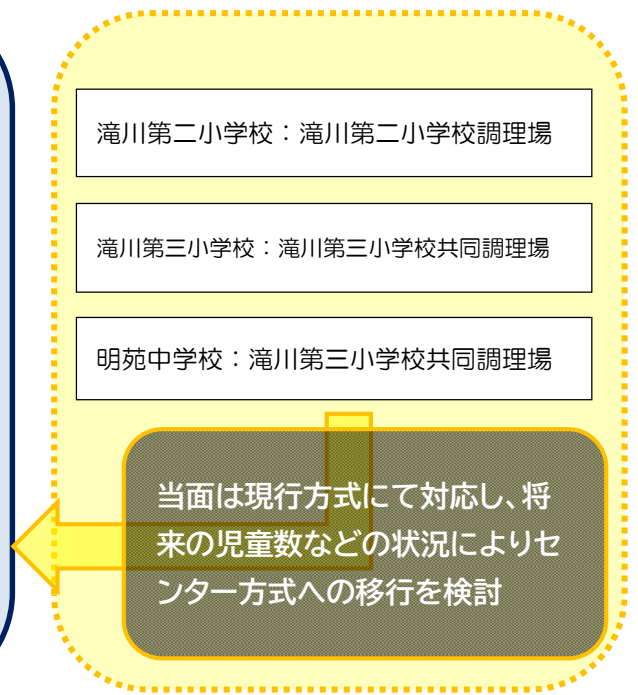 滝川第二小学校：滝川第二小学校調理場
滝川第三小学校：滝川第三小学校共同調理場
明苑中学校：滝川第三小学校共同調理場
当面は現行方式にて対応し、将
来の児童数などの状況によりセ
ンター方式への移行を検討